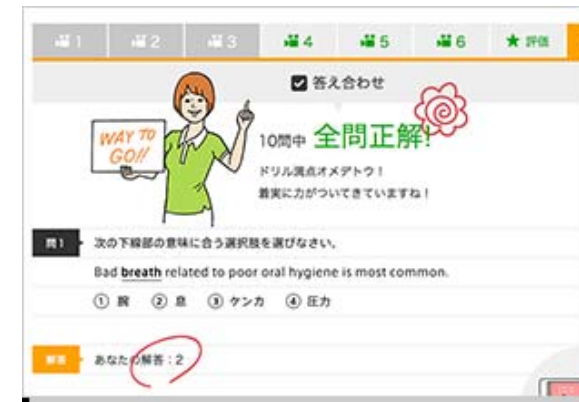 1 2 3 4 5 6 ★ 評価
答え合わせ
WAY TO
GO!!
10問中 全問正解!
ドリル満点オメデトウ!
着実に力がついてきていますね!
問1 次の下線部の意味に合う選択肢を選びなさい。
Bad breath related to poor oral hygiene is most common.
① 腕 ② 息 ③ ケンカ ④ 圧力
解答 あなたの解答:2